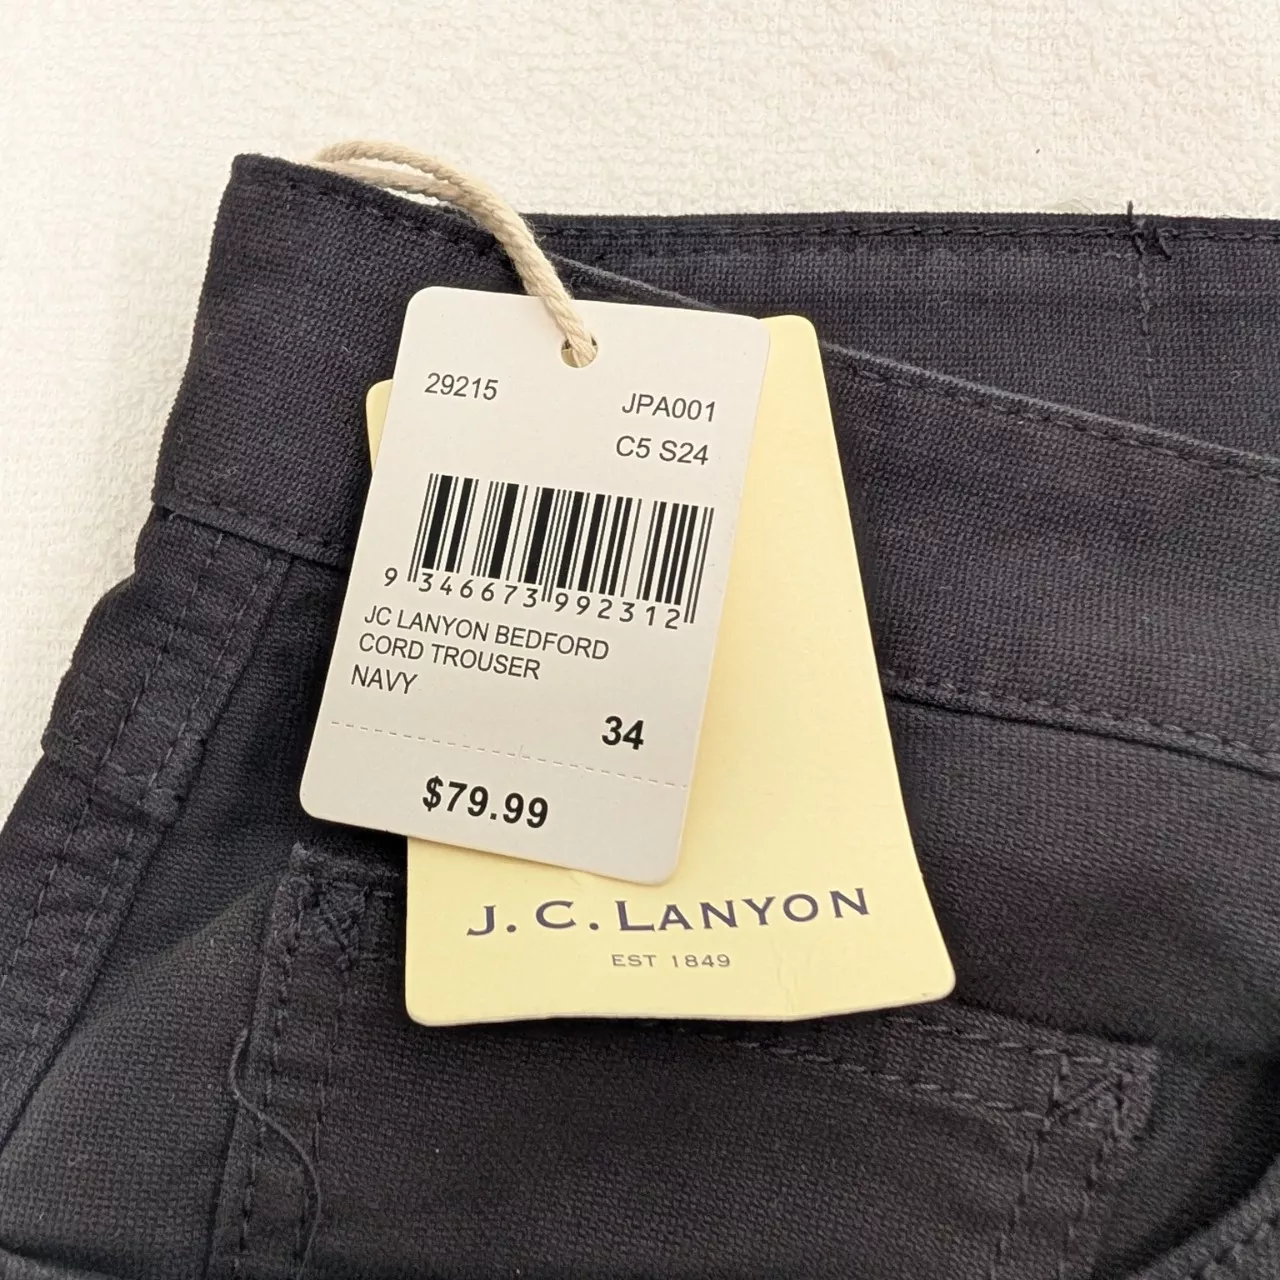 29215
JPA001
C5 S24
9 346673 992312
JC LANYON BEDFORD
CORD TROUSER
NAVY
34
$79.99
J. C. LANYON
EST 1849